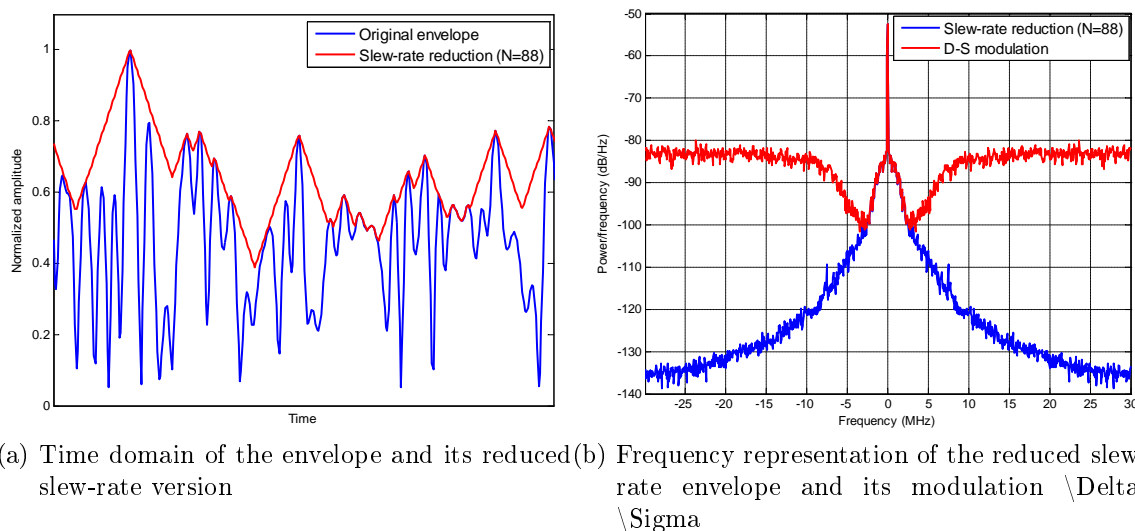 Original envelope
Slew-rate reduction (N=88)
1
0.8
0.6
0.4
0.2
0
Normalized amplitude
Time
Slew-rate reduction (N=88)
D-S modulation
-50
-60
-70
-80
-90
-100
-110
-120
-130
-140
Power/frequency (dB/Hz)
-25 -20 -15 -10 -5 0 5 10 15 20 25 30
Frequency (MHz)
a) Time domain of the envelope and its reduced
slew-rate version
(b) Frequency representation of the reduced slew
rate envelope and its modulation \Delta
\Sigma